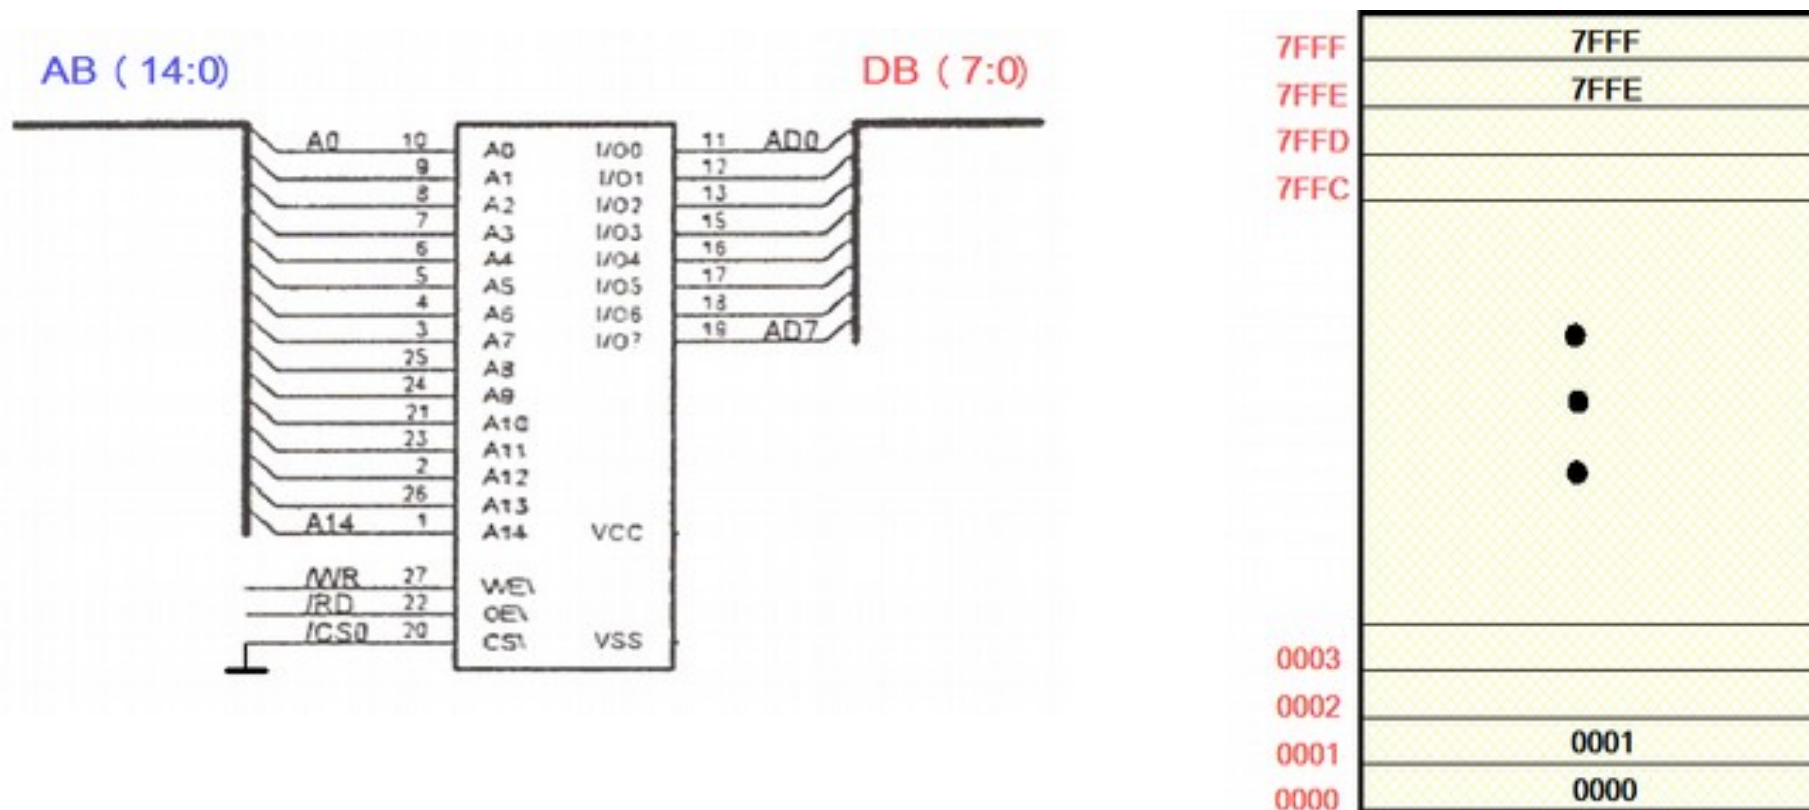 AB ( 14:0)
DB ( 7:0)
A0 10 A0 I/O0 11 AD0
9 A1 I/O1 12
8 A2 I/O2 13
7 A3 I/O3 15
6 A4 I/O4 16
5 A5 I/O5 17
4 A6 I/O6 18
3 A7 I/O7 19 AD7
25 A8
24 A9
21 A10
23 A11
2 A12
26 A13
A14 1 A14 VCC
/WR 27 WE\
/RD 22 OE\
/CS0 20 CS\ VSS
7FFF 7FFF
7FFE 7FFE
7FFD
7FFC
0003
0002
0001 0001
0000 0000